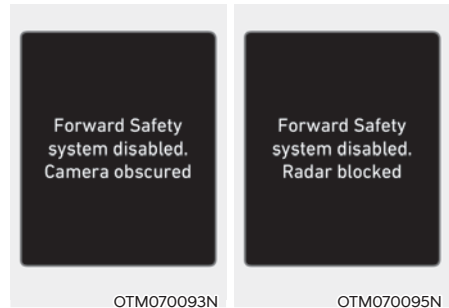 Forward Safety
system disabled.
Camera obscured
OTM070093N
Forward Safety
system disabled.
Radar blocked
OTM070095N